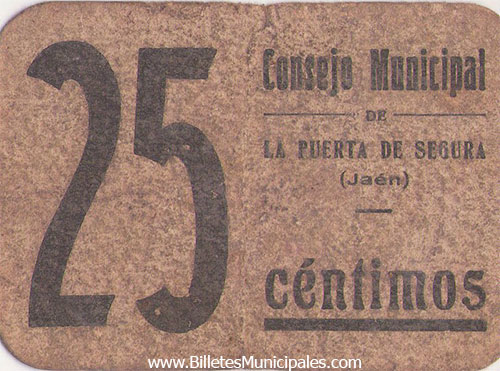 25
Consejo Municipal
DE
LA PUERTA DE SEGURA
(Jaén)
céntimos
www.BilletesMunicipales.com